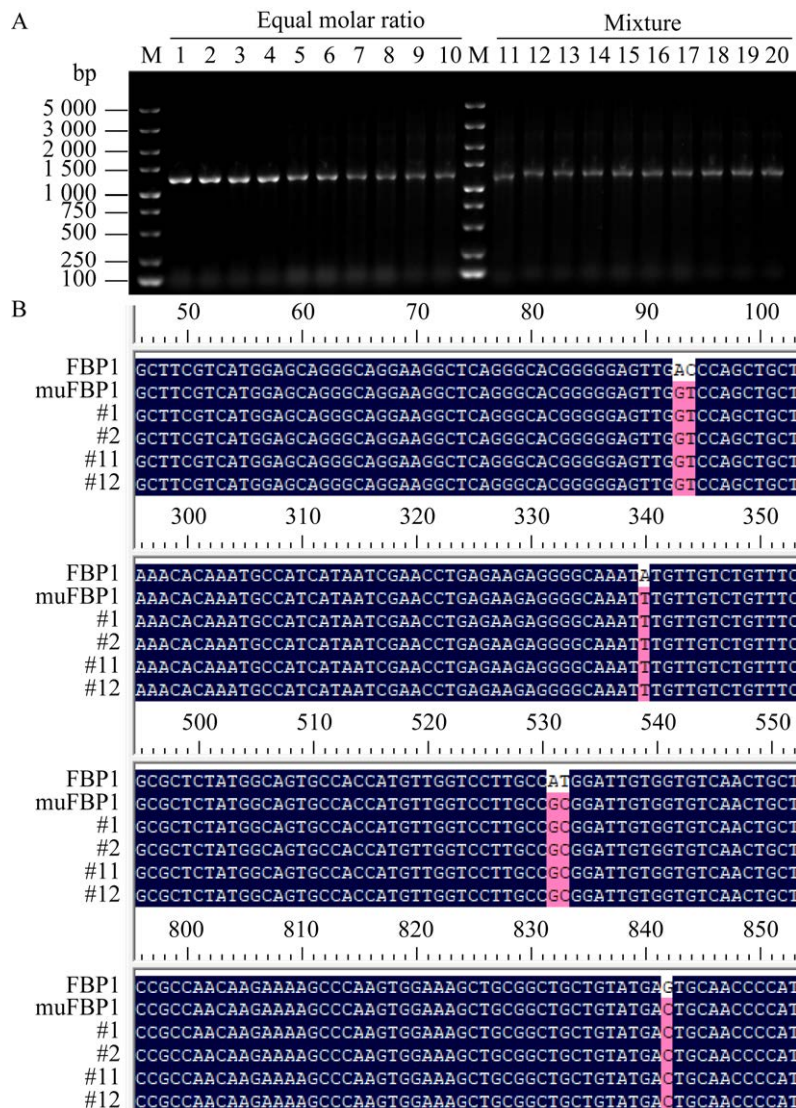 A
Equal molar ratio Mixture
M 1 2 3 4 5 6 7 8 9 10 M 11 12 13 14 15 16 17 18 19 20
bp
5 000
3 000
2 000
1 500
1 000
750
500
250
100
B
50 60 70 80 90 100
FBP1 GCTTCGTCATGGAGCAGGGCAGGAAGGCTCAGGGCACGGGGGAGTTGACCCAGCTGCT
muFBP1 GCTTCGTCATGGAGCAGGGCAGGAAGGCTCAGGGCACGGGGGAGTTGGTCCAGCTGCT
#1 GCTTCGTCATGGAGCAGGGCAGGAAGGCTCAGGGCACGGGGGAGTTGGTCCAGCTGCT
#2 GCTTCGTCATGGAGCAGGGCAGGAAGGCTCAGGGCACGGGGGAGTTGGTCCAGCTGCT
#11 GCTTCGTCATGGAGCAGGGCAGGAAGGCTCAGGGCACGGGGGAGTTGGTCCAGCTGCT
#12 GCTTCGTCATGGAGCAGGGCAGGAAGGCTCAGGGCACGGGGGAGTTGGTCCAGCTGCT
300 310 320 330 340 350
FBP1 AAACACAAATGCCATCATAATCGAACCTGAGAAGAGGGGCAAATATGTTGTCTGTTTC
muFBP1 AAACACAAATGCCATCATAATCGAACCTGAGAAGAGGGGCAAATTTGTTGTCTGTTTC
#1 AAACACAAATGCCATCATAATCGAACCTGAGAAGAGGGGCAAATTTGTTGTCTGTTTC
#2 AAACACAAATGCCATCATAATCGAACCTGAGAAGAGGGGCAAATTTGTTGTCTGTTTC
#11 AAACACAAATGCCATCATAATCGAACCTGAGAAGAGGGGCAAATTTGTTGTCTGTTTC
#12 AAACACAAATGCCATCATAATCGAACCTGAGAAGAGGGGCAAATTTGTTGTCTGTTTC
500 510 520 530 540 550
FBP1 GCGCTCTATGGCAGTGCCACCATGTTGGTCCTTGCCATGGATTGTGGTGTCAACTGCT
muFBP1 GCGCTCTATGGCAGTGCCACCATGTTGGTCCTTGCCGCGGATTGTGGTGTCAACTGCT
#1 GCGCTCTATGGCAGTGCCACCATGTTGGTCCTTGCCGCGGATTGTGGTGTCAACTGCT
#2 GCGCTCTATGGCAGTGCCACCATGTTGGTCCTTGCCGCGGATTGTGGTGTCAACTGCT
#11 GCGCTCTATGGCAGTGCCACCATGTTGGTCCTTGCCGCGGATTGTGGTGTCAACTGCT
#12 GCGCTCTATGGCAGTGCCACCATGTTGGTCCTTGCCGCGGATTGTGGTGTCAACTGCT
800 810 820 830 840 850
FBP1 CCGCCAACAAGAAAAGCCCAAGTGGAAAGCTGCGGCTGCTGTATGAGTGCAACCCCAT
muFBP1 CCGCCAACAAGAAAAGCCCAAGTGGAAAGCTGCGGCTGCTGTATGACTGCAACCCCAT
#1 CCGCCAACAAGAAAAGCCCAAGTGGAAAGCTGCGGCTGCTGTATGACTGCAACCCCAT
#2 CCGCCAACAAGAAAAGCCCAAGTGGAAAGCTGCGGCTGCTGTATGACTGCAACCCCAT
#11 CCGCCAACAAGAAAAGCCCAAGTGGAAAGCTGCGGCTGCTGTATGACTGCAACCCCAT
#12 CCGCCAACAAGAAAAGCCCAAGTGGAAAGCTGCGGCTGCTGTATGACTGCAACCCCAT